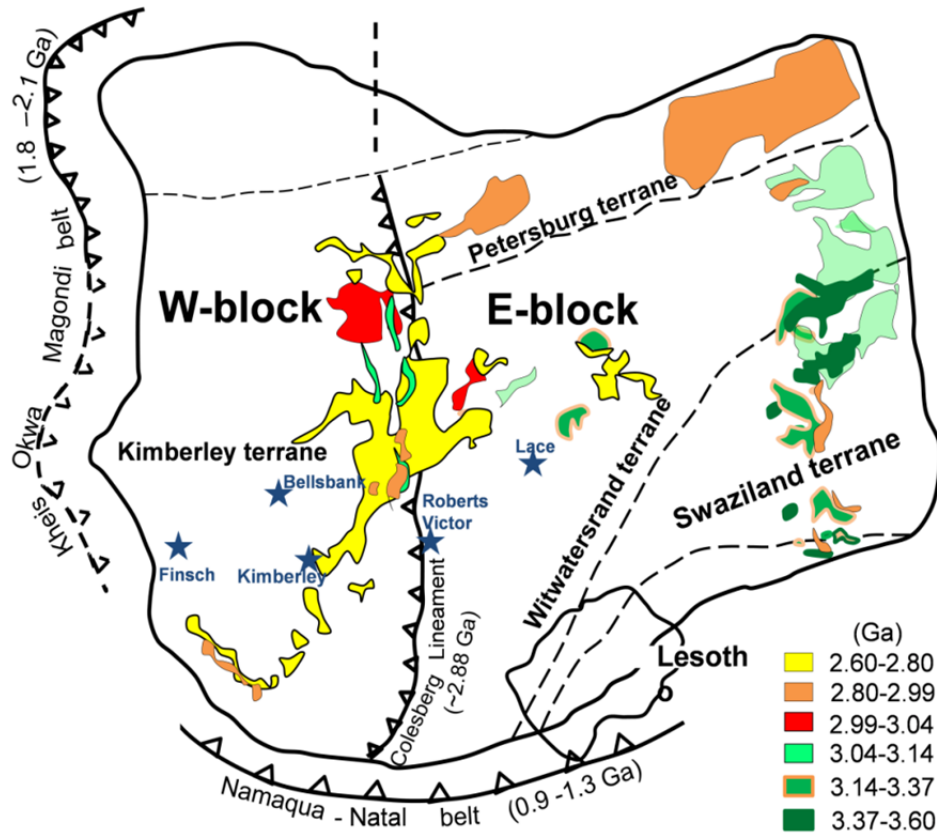 (1.8 –2.1 Ga)
Magondi belt
Okwa
Kheis
Petersburg terrane
W-block
E-block
Kimberley terrane
Lace
Bellsbank
Roberts
Victor
Finsch
Kimberley
Witwatersrand terrane
Swaziland terrane
Colesberg Lineament
(~2.88 Ga)
Lesoth
o
Namaqua - Natal belt (0.9 -1.3 Ga)
(Ga)
2.60-2.80
2.80-2.99
2.99-3.04
3.04-3.14
3.14-3.37
3.37-3.60